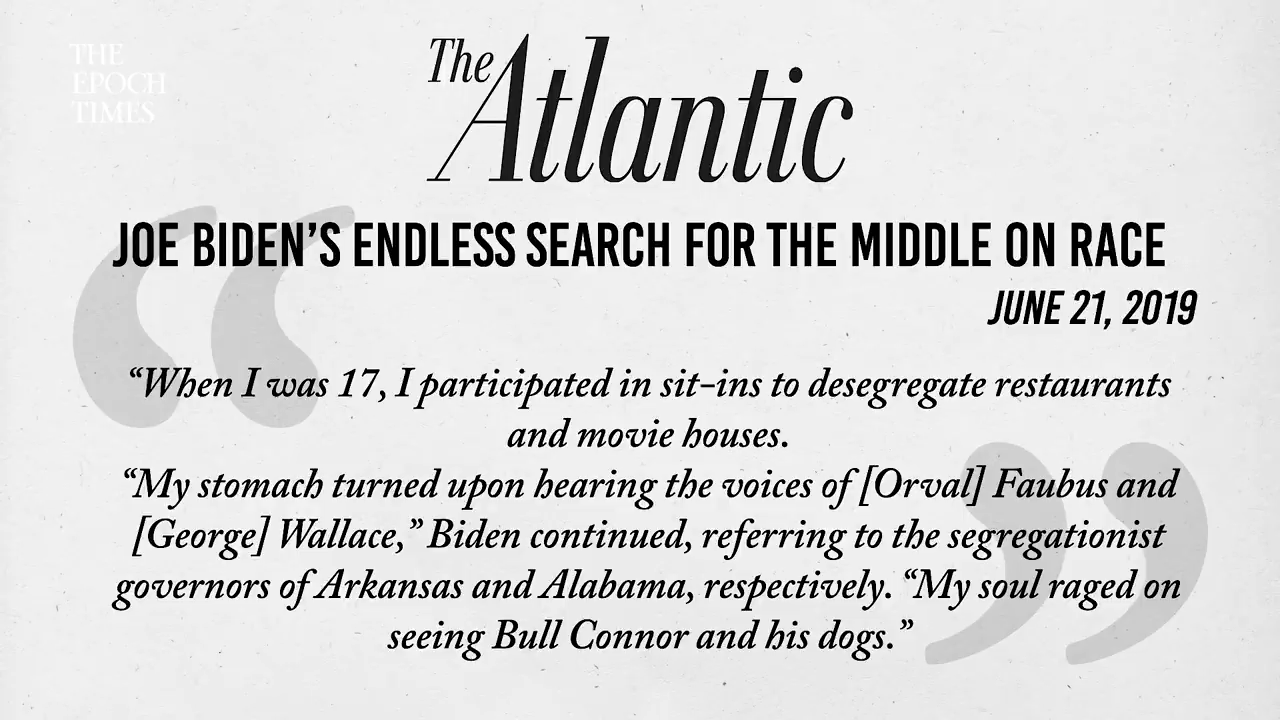 THE
EPOCH
TIMES
The Atlantic
JOE BIDEN’S ENDLESS SEARCH FOR THE MIDDLE ON RACE
JUNE 21, 2019
“When I was 17, I participated in sit-ins to desegregate restaurants
and movie houses.
“My stomach turned upon hearing the voices of [Orval] Faubus and
[George] Wallace,” Biden continued, referring to the segregationist
governors of Arkansas and Alabama, respectively. “My soul raged on
seeing Bull Connor and his dogs.”